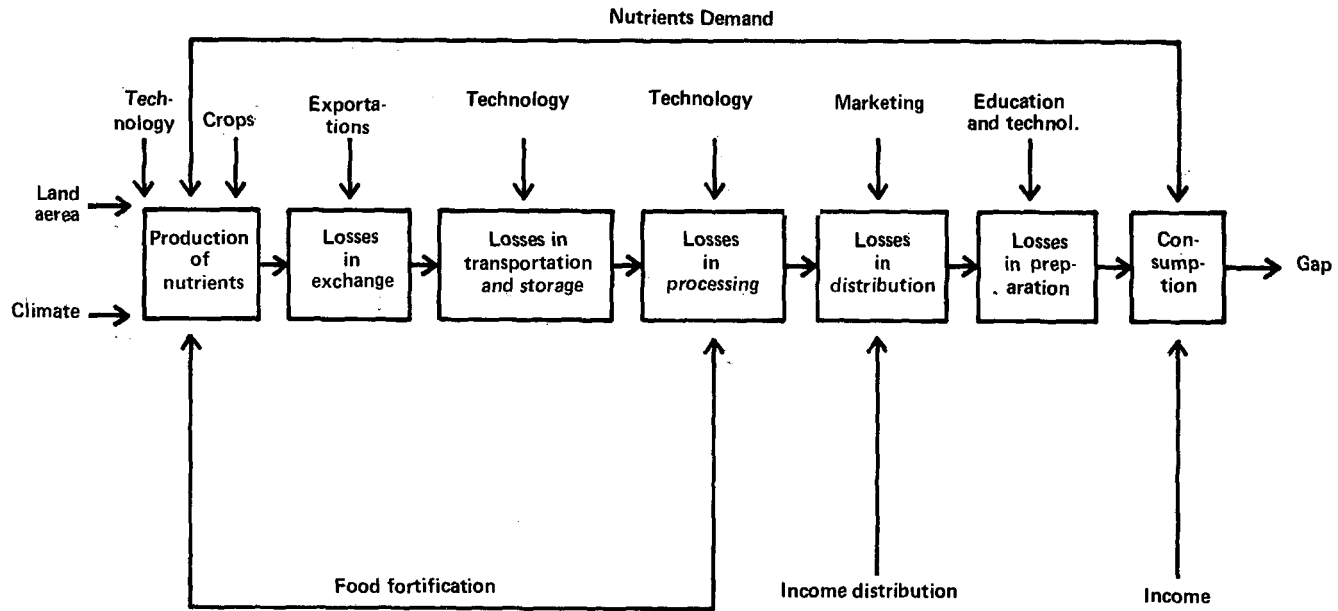 Nutrients Demand
Tech-
nology
Crops
Exporta-
tions
Technology
Technology
Marketing
Education
and technol.
Land
aerea
Climate
Production
of
nutrients
Losses
in
exchange
Losses in
transportation
and storage
Losses
in
processing
Losses
in
distribution
Losses
in prep-
aration
Con-
sump-
tion
Gap
Food fortification
Income distribution
Income